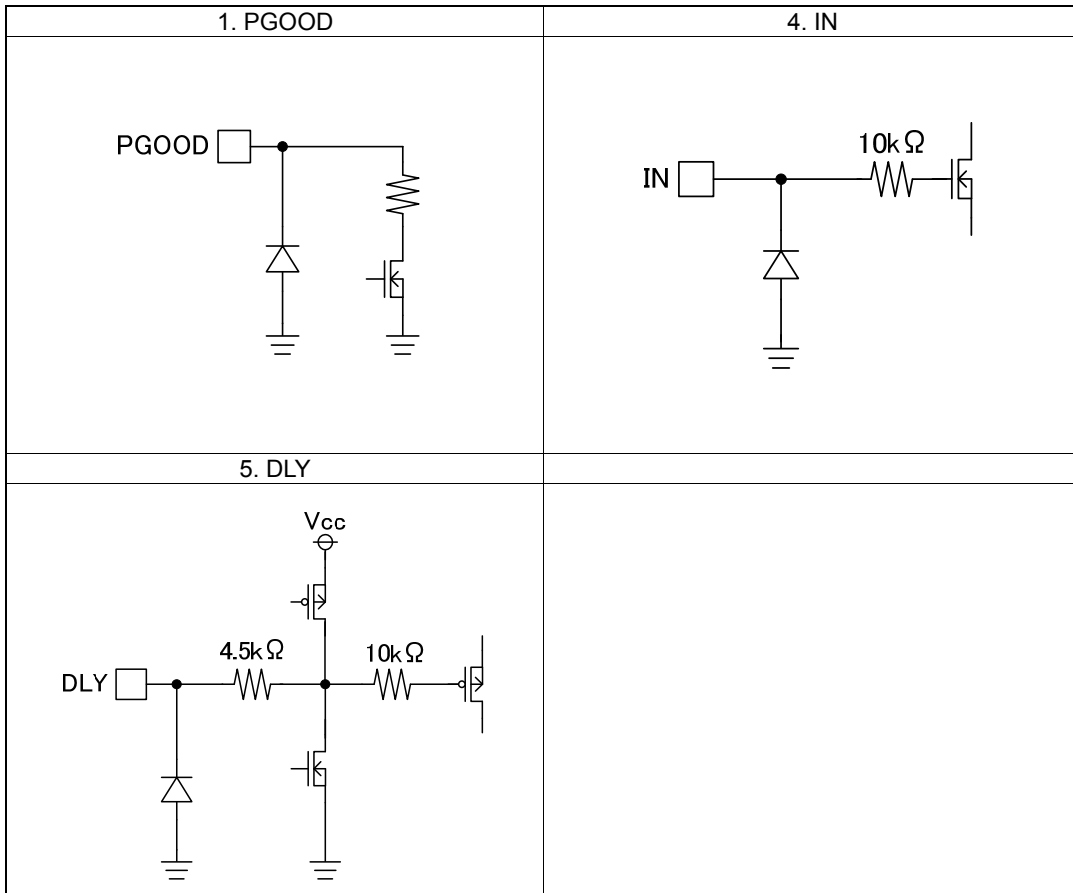 1. PGOOD
4. IN
PGOOD
10kΩ
IN
5. DLY
Vcc
4.5kΩ
10kΩ
DLY